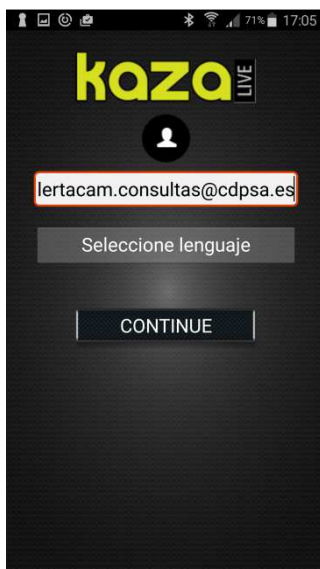 71% 17:05
kaza LIVE
lertacam.consultas@cdpsa.es
Seleccione lenguaje
CONTINUE